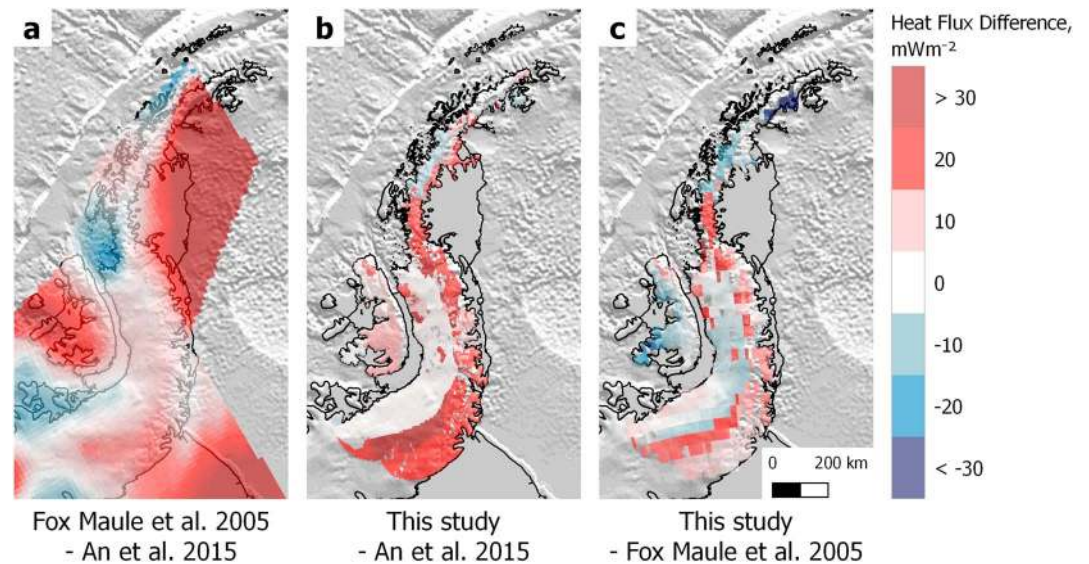 a
b
c
Heat Flux Difference,
mWm⁻²
> 30
20
10
0
-10
-20
< -30
0 200 km
Fox Maule et al. 2005
- An et al. 2015
This study
- An et al. 2015
This study
- Fox Maule et al. 2005